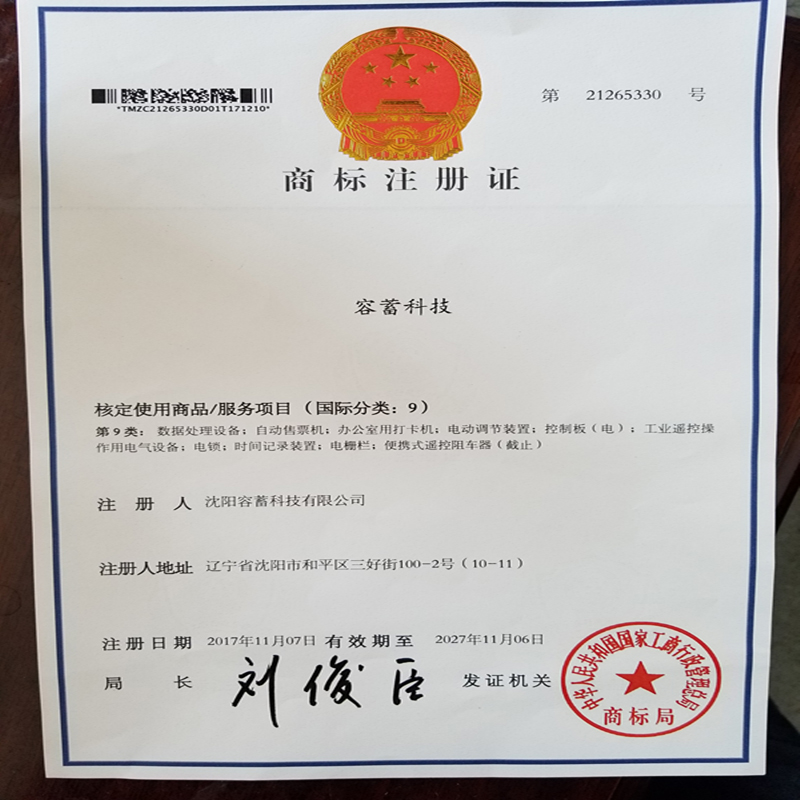 *TMZC21265330D01T171210*
第 21265330 号
商标注册证
容蓄科技
核定使用商品/服务项目（国际分类：9）
第9类：数据处理设备；自动售票机；办公室用打卡机；电动调节装置；控制板（电）；工业遥控操
作用电气设备；电锁；时间记录装置；电栅栏；便携式遥控阻车器（截止）
注册人 沈阳容蓄科技有限公司
注册人地址 辽宁省沈阳市和平区三好街100-2号（10-11）
注册日期 2017年11月07日 有效期至 2027年11月06日
局长 刘俊臣 发证机关
中华人民共和国国家工商行政管理总局
商标局